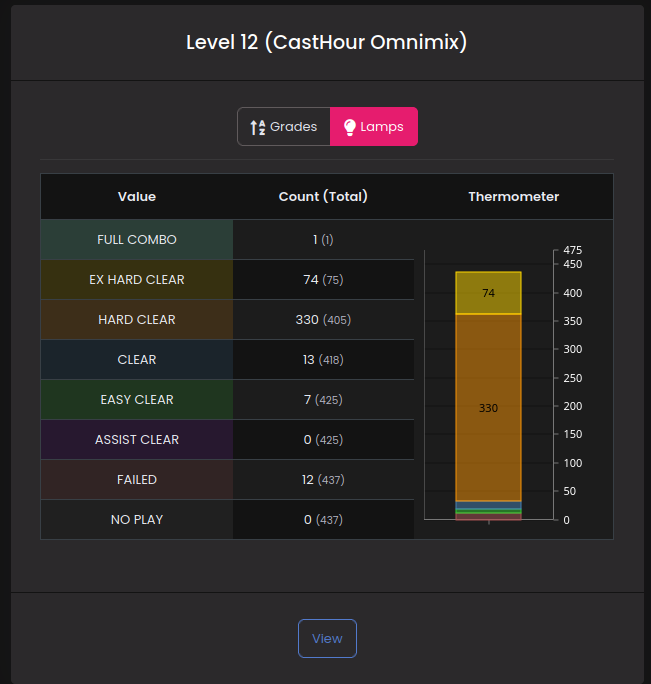 Level 12 (CastHour Omnimix)
Grades Lamps
Value Count (Total) Thermometer
FULL COMBO 1 (1)
EX HARD CLEAR 74 (75)
HARD CLEAR 330 (405)
CLEAR 13 (418)
EASY CLEAR 7 (425)
ASSIST CLEAR 0 (425)
FAILED 12 (437)
NO PLAY 0 (437)
475
450
400
350
300
250
200
150
100
50
0
74
330
View